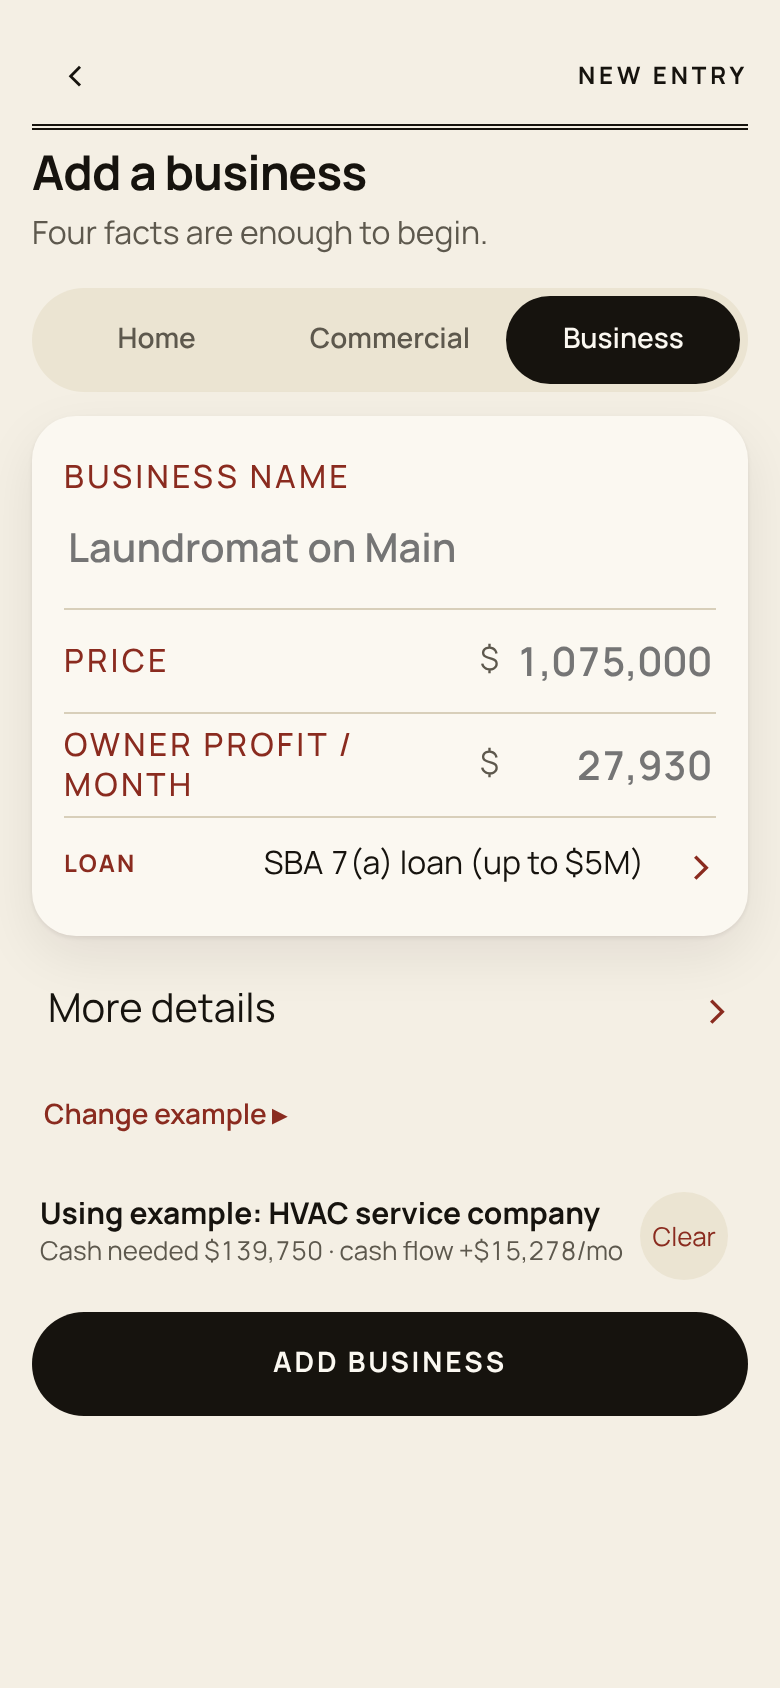 NEW ENTRY
Add a business
Four facts are enough to begin.
Home Commercial Business
BUSINESS NAME
Laundromat on Main
PRICE $ 1,075,000
OWNER PROFIT / MONTH $ 27,930
LOAN SBA 7(a) loan (up to $5M)
More details
Change example ▸
Using example: HVAC service company
Cash needed $139,750 · cash flow +$15,278/mo
Clear
ADD BUSINESS